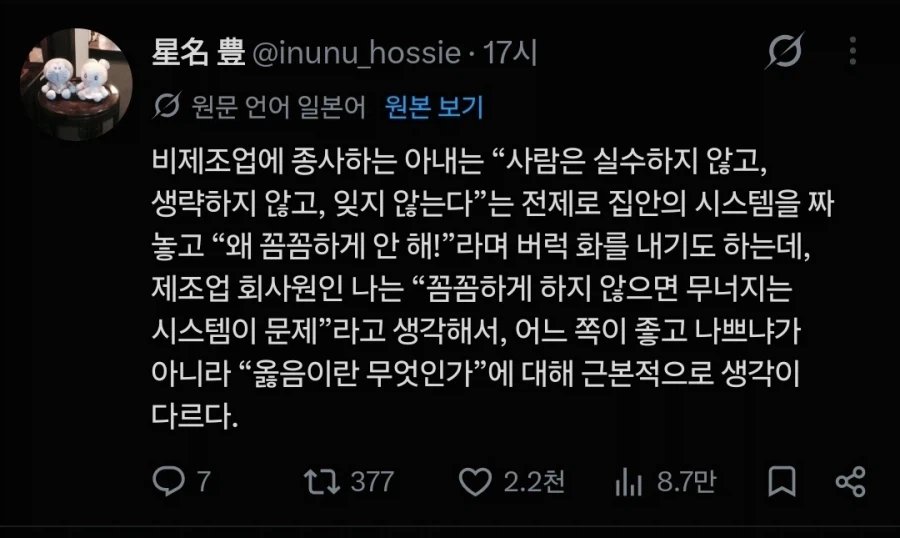 星名 豊 @inunu_hossie · 17시
원문 언어 일본어 원본 보기
비제조업에 종사하는 아내는 “사람은 실수하지 않고,
생략하지 않고, 잊지 않는다”는 전제로 집안의 시스템을 짜
놓고 “왜 꼼꼼하게 안 해!”라며 버럭 화를 내기도 하는데,
제조업 회사원인 나는 “꼼꼼하게 하지 않으면 무너지는
시스템이 문제”라고 생각해서, 어느 쪽이 좋고 나쁘냐가
아니라 “옳음이란 무엇인가”에 대해 근본적으로 생각이
다르다.
7 377 2.2천 8.7만